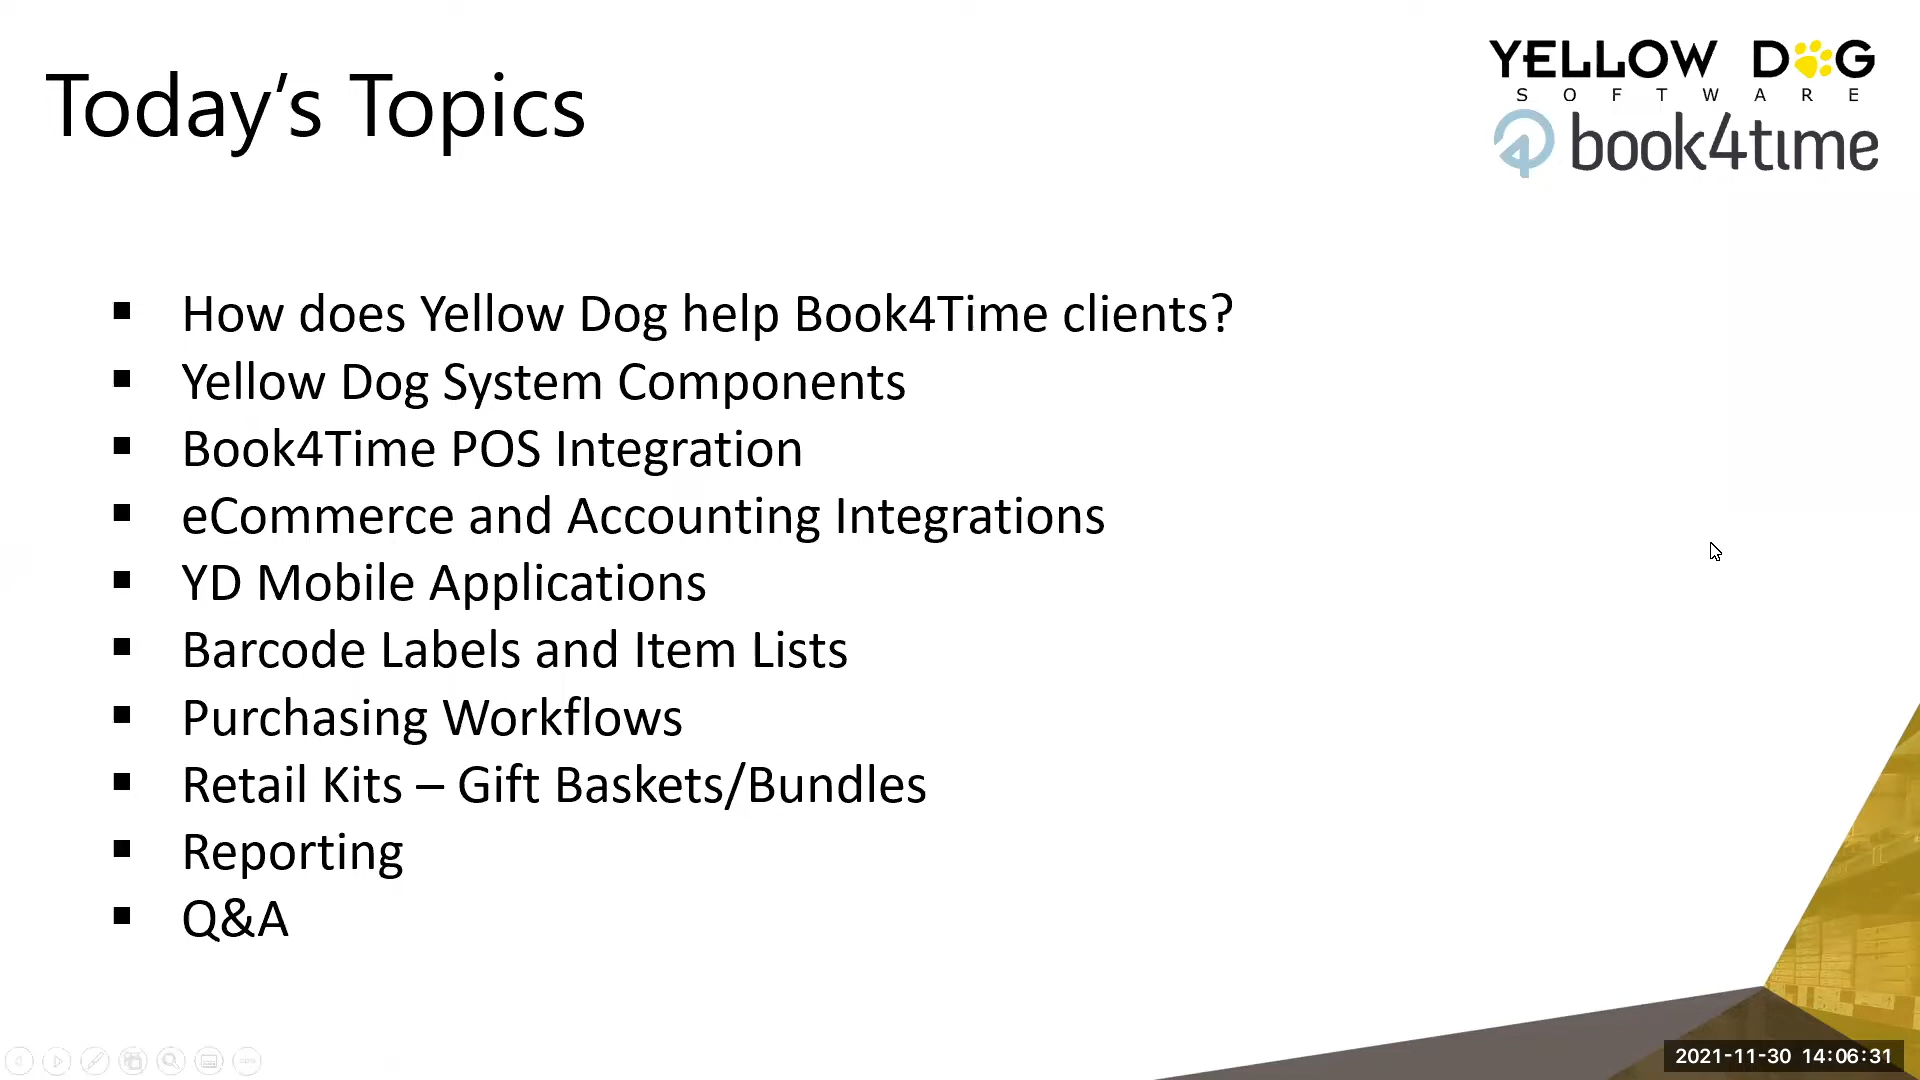 Today's Topics
YELLOW DOG
SOFTWARE
book4time
▪ How does Yellow Dog help Book4Time clients?
▪ Yellow Dog System Components
▪ Book4Time POS Integration
▪ eCommerce and Accounting Integrations
▪ YD Mobile Applications
▪ Barcode Labels and Item Lists
▪ Purchasing Workflows
▪ Retail Kits – Gift Baskets/Bundles
▪ Reporting
▪ Q&A
2021-11-30 14:06:31